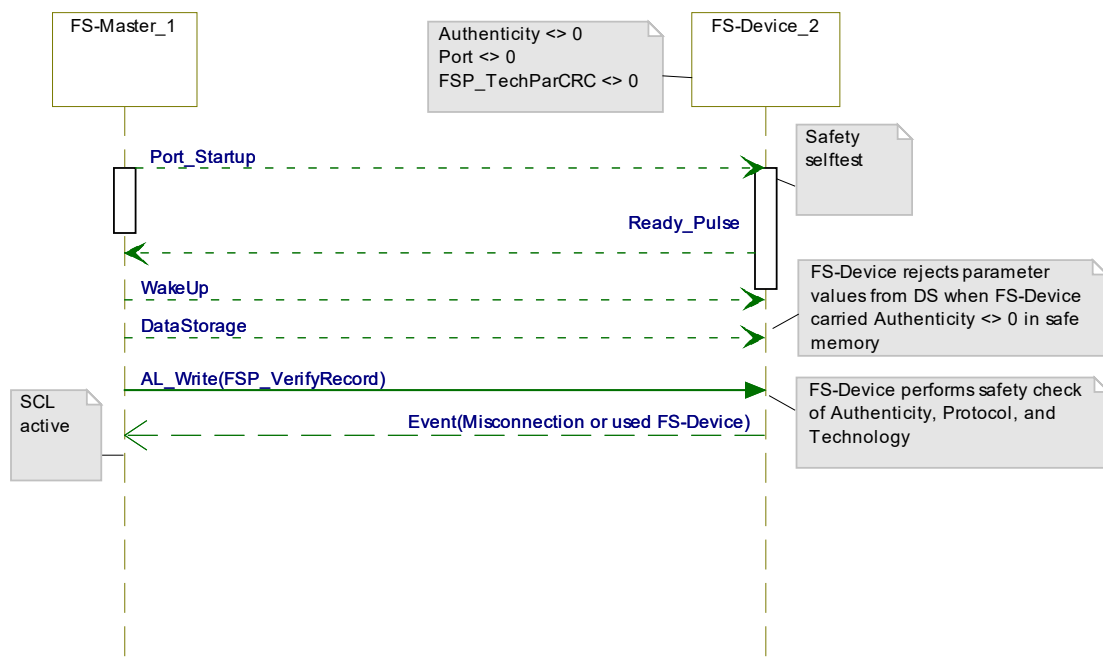 FS-Master_1
Authenticity <> 0
Port <> 0
FSP_TechParCRC <> 0
FS-Device_2
Safety
selftest
Port_Startup
Ready_Pulse
WakeUp
FS-Device rejects parameter
values from DS when FS-Device
carried Authenticity <> 0 in safe
memory
DataStorage
AL_Write(FSP_VerifyRecord)
FS-Device performs safety check
of Authenticity, Protocol, and
Technology
SCL
active
Event(Misconnection or used FS-Device)